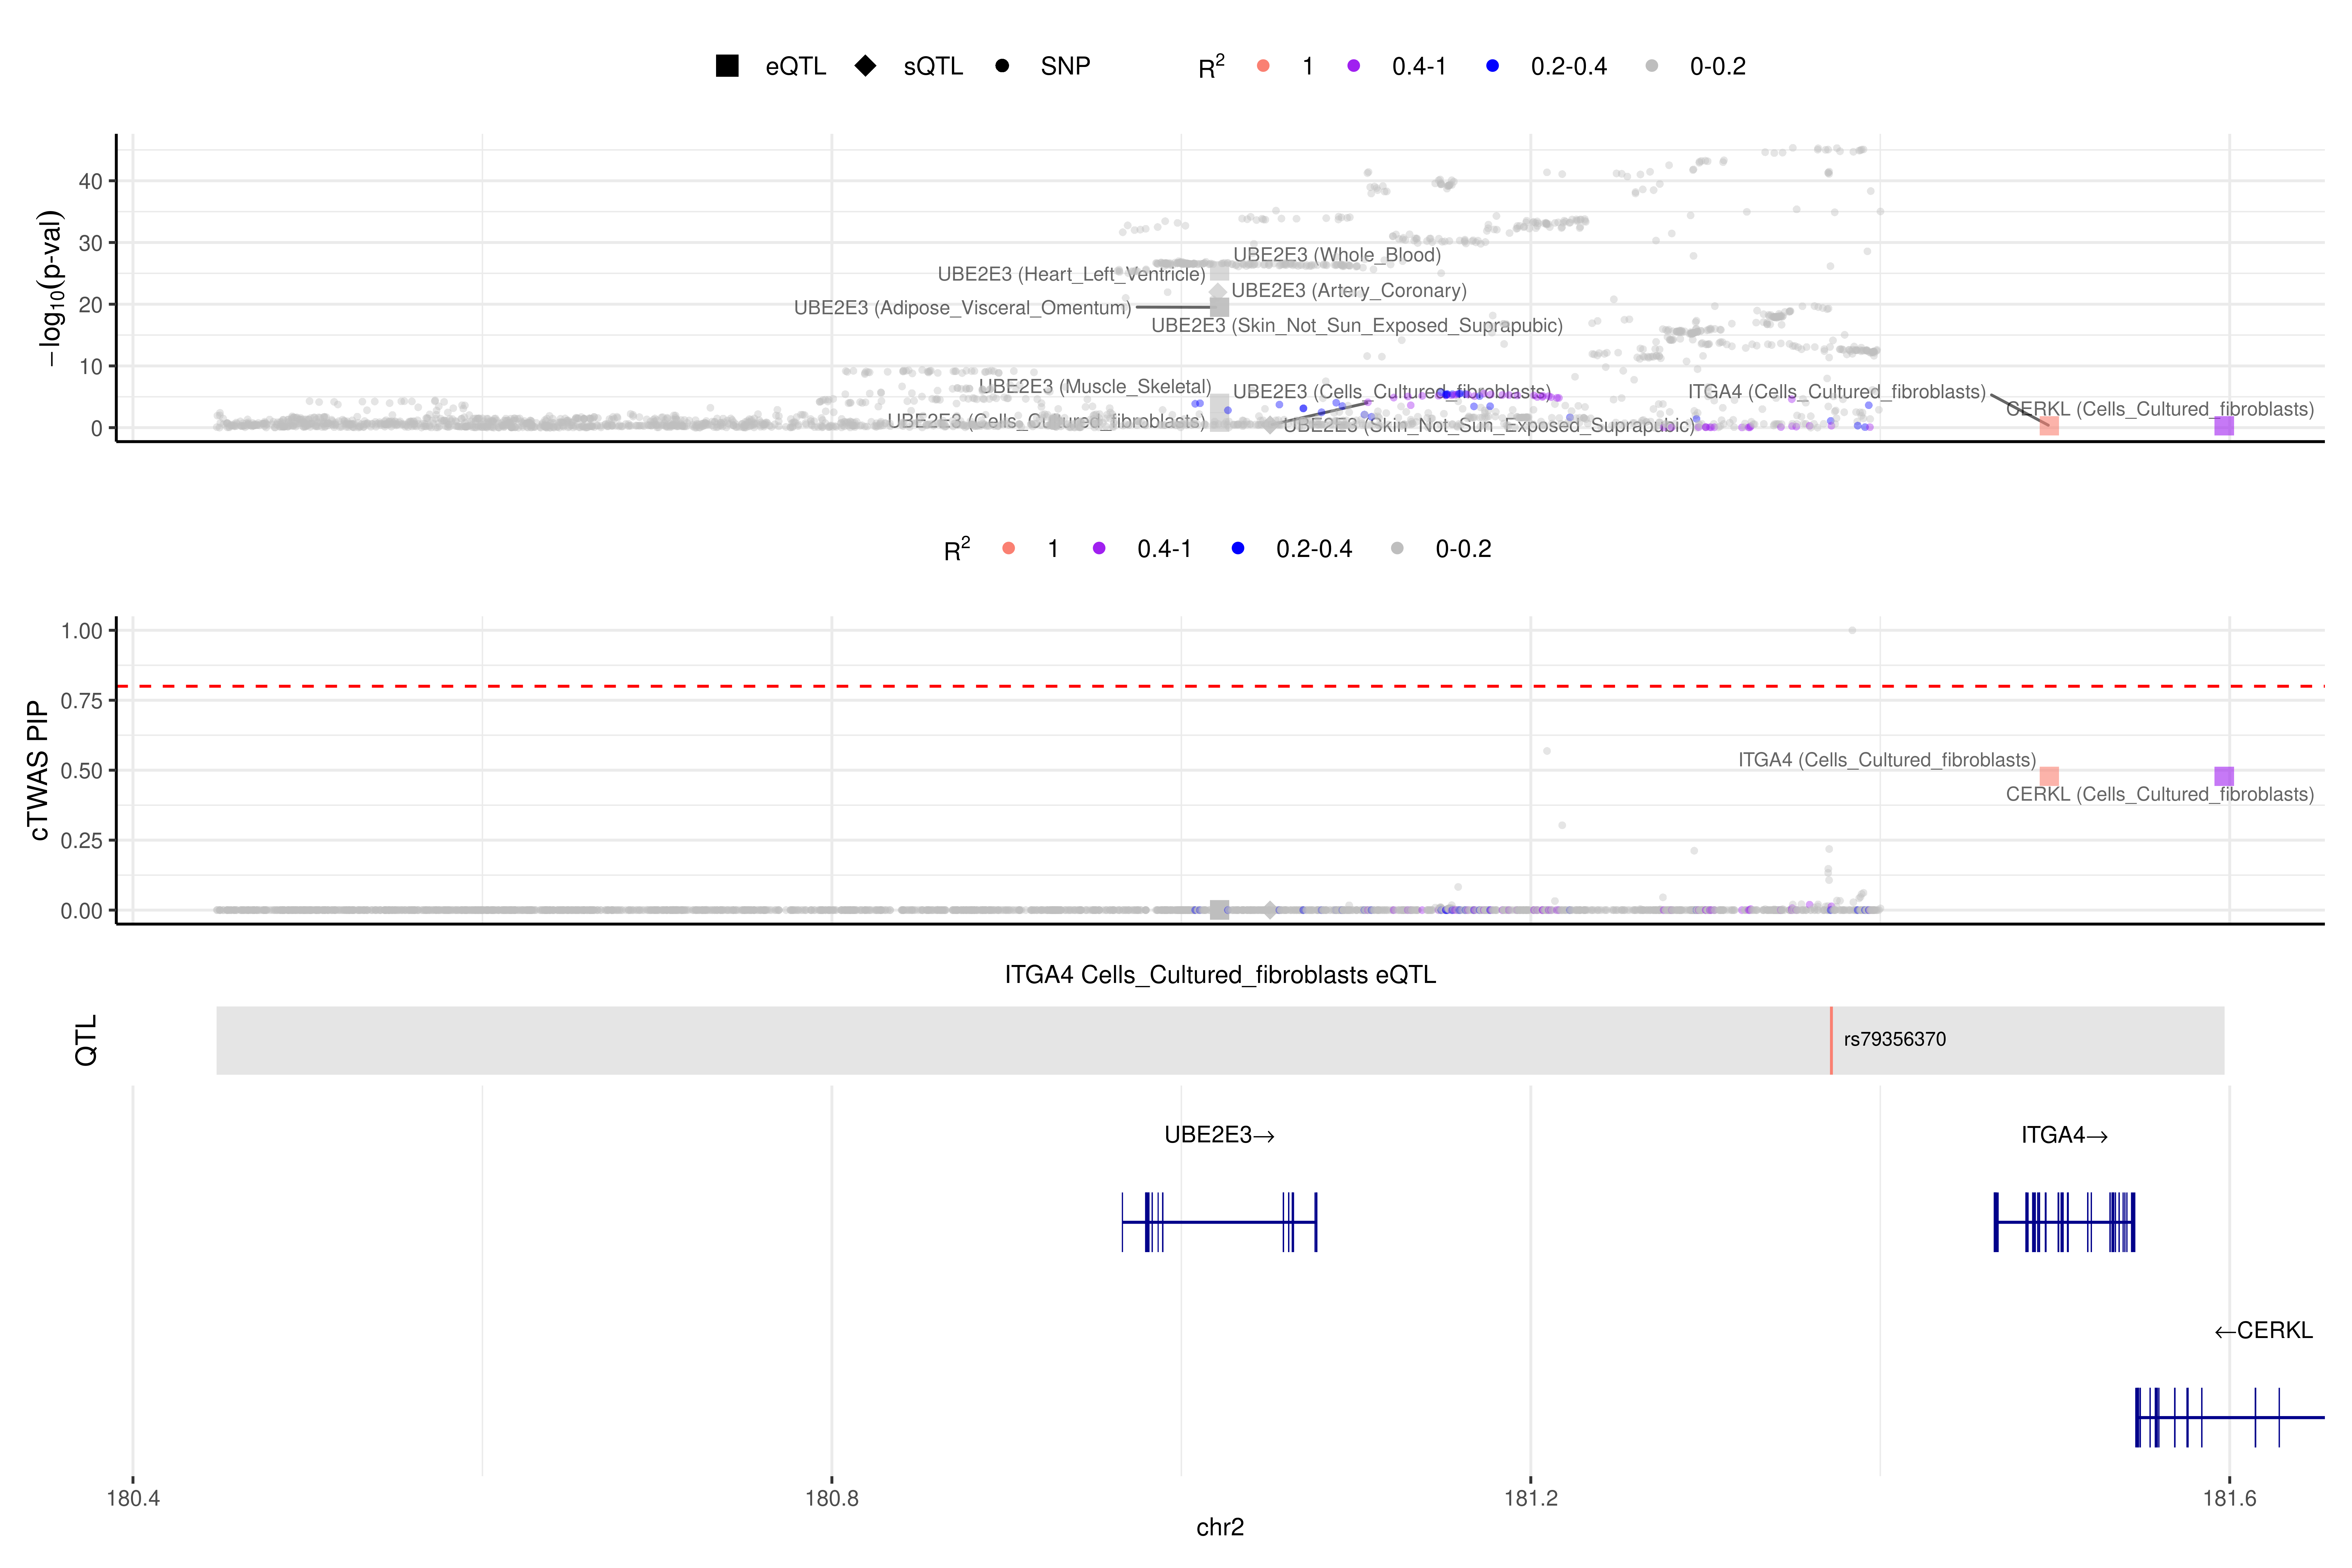 eQTL sQTL SNP R2 1 0.4-1 0.2-0.4 0-0.2
−log10(p-val)
40
30
20
10
0
UBE2E3 (Whole_Blood)
UBE2E3 (Heart_Left_Ventricle)
UBE2E3 (Artery_Coronary)
UBE2E3 (Adipose_Visceral_Omentum)
UBE2E3 (Skin_Not_Sun_Exposed_Suprapubic)
UBE2E3 (Muscle_Skeletal)
UBE2E3 (Cells_Cultured_fibroblasts)
ITGA4 (Cells_Cultured_fibroblasts)
CERKL (Cells_Cultured_fibroblasts)
UBE2E3 (Cells_Cultured_fibroblasts)
UBE2E3 (Skin_Not_Sun_Exposed_Suprapubic)
R2 1 0.4-1 0.2-0.4 0-0.2
cTWAS PIP
1.00
0.75
0.50
0.25
0.00
ITGA4 (Cells_Cultured_fibroblasts)
CERKL (Cells_Cultured_fibroblasts)
ITGA4 Cells_Cultured_fibroblasts eQTL
QTL
rs79356370
UBE2E3→
ITGA4→
←CERKL
180.4 180.8 181.2 181.6
chr2